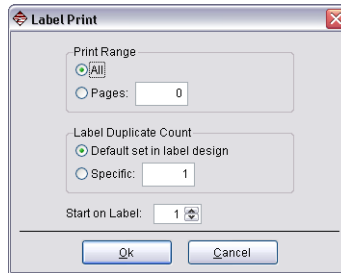 Label Print
Print Range
All
Pages: 0
Label Duplicate Count
Default set in label design
Specific: 1
Start on Label: 1
Ok Cancel